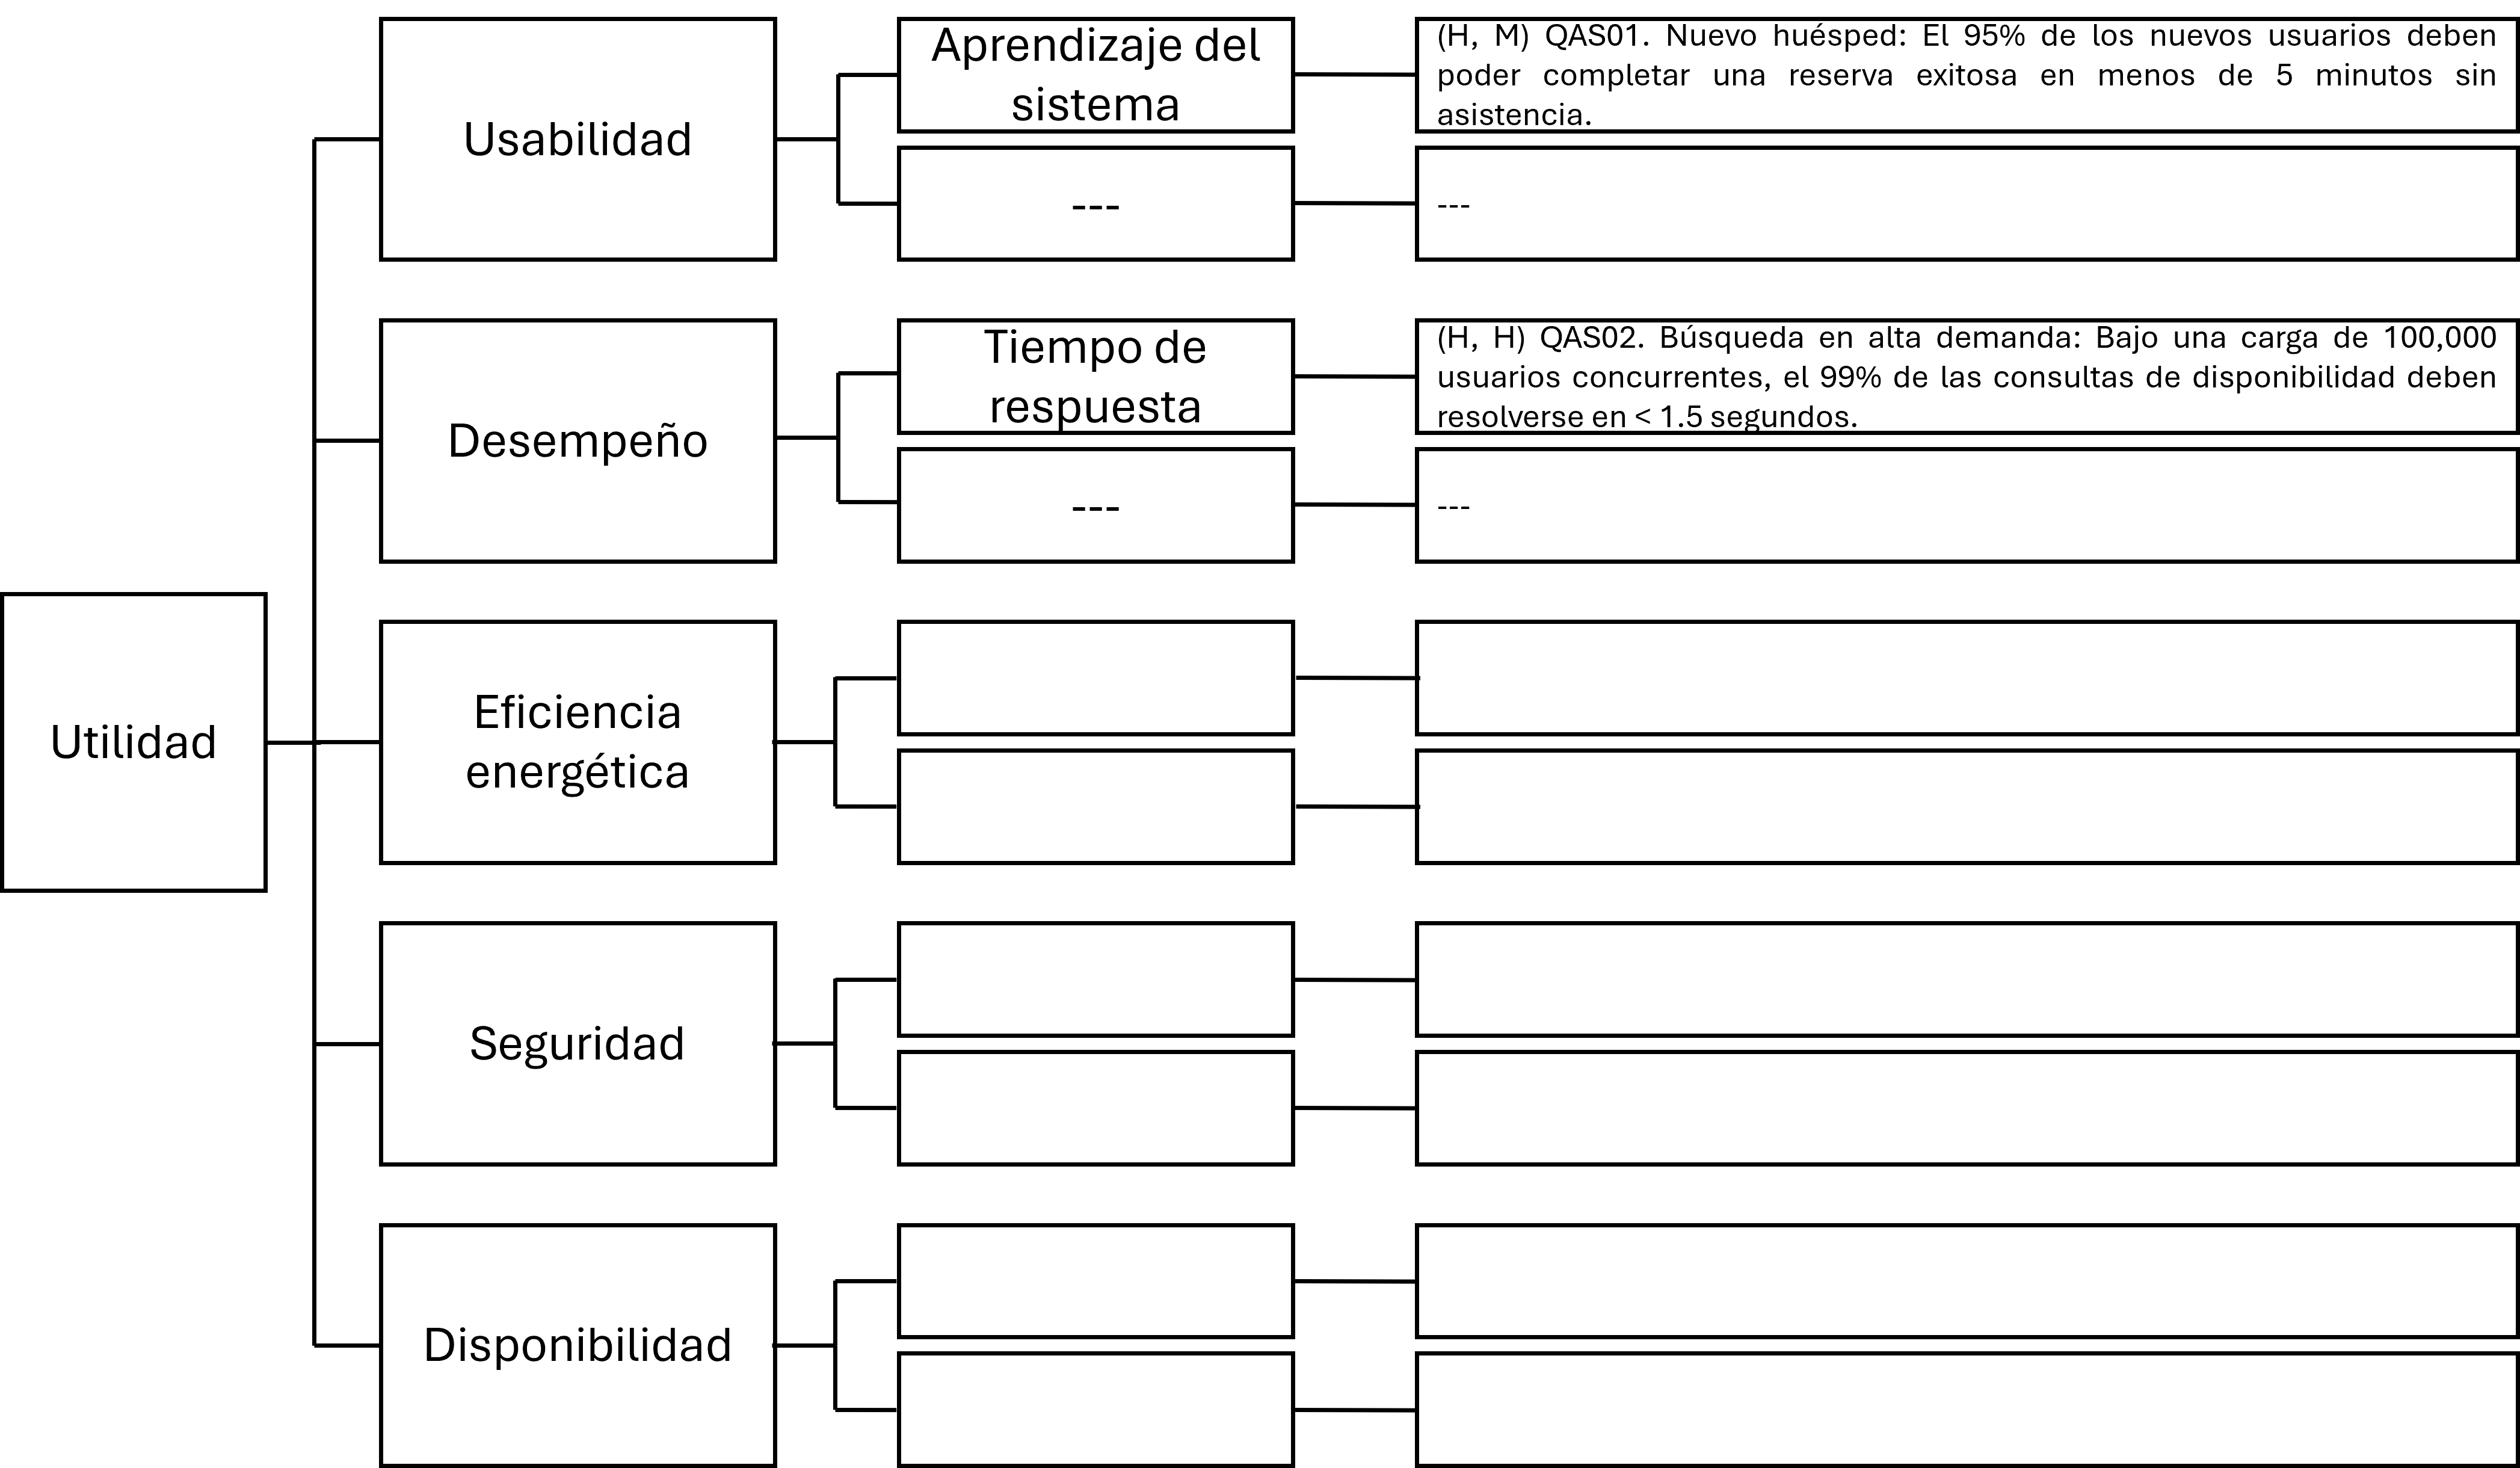 Aprendizaje del
sistema
(H, M) QAS01. Nuevo huésped: El 95% de los nuevos usuarios deben
poder completar una reserva exitosa en menos de 5 minutos sin
asistencia.
Usabilidad
---
---
Tiempo de
respuesta
(H, H) QAS02. Búsqueda en alta demanda: Bajo una carga de 100,000
usuarios concurrentes, el 99% de las consultas de disponibilidad deben
resolverse en < 1.5 segundos.
Desempeño
---
---
Utilidad
Eficiencia
energética
Seguridad
Disponibilidad